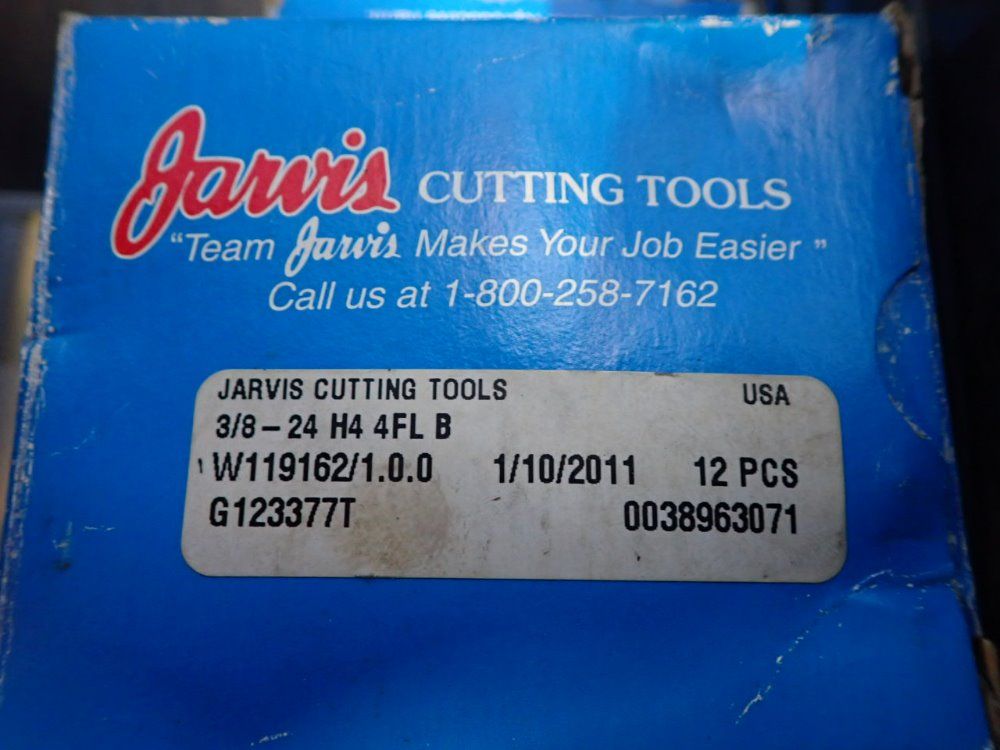 Jarvis CUTTING TOOLS
"Team Jarvis Makes Your Job Easier"
Call us at 1-800-258-7162
JARVIS CUTTING TOOLS USA
3/8-24 H4 4FL B
W119162/1.0.0 1/10/2011 12 PCS
G123377T 0038963071